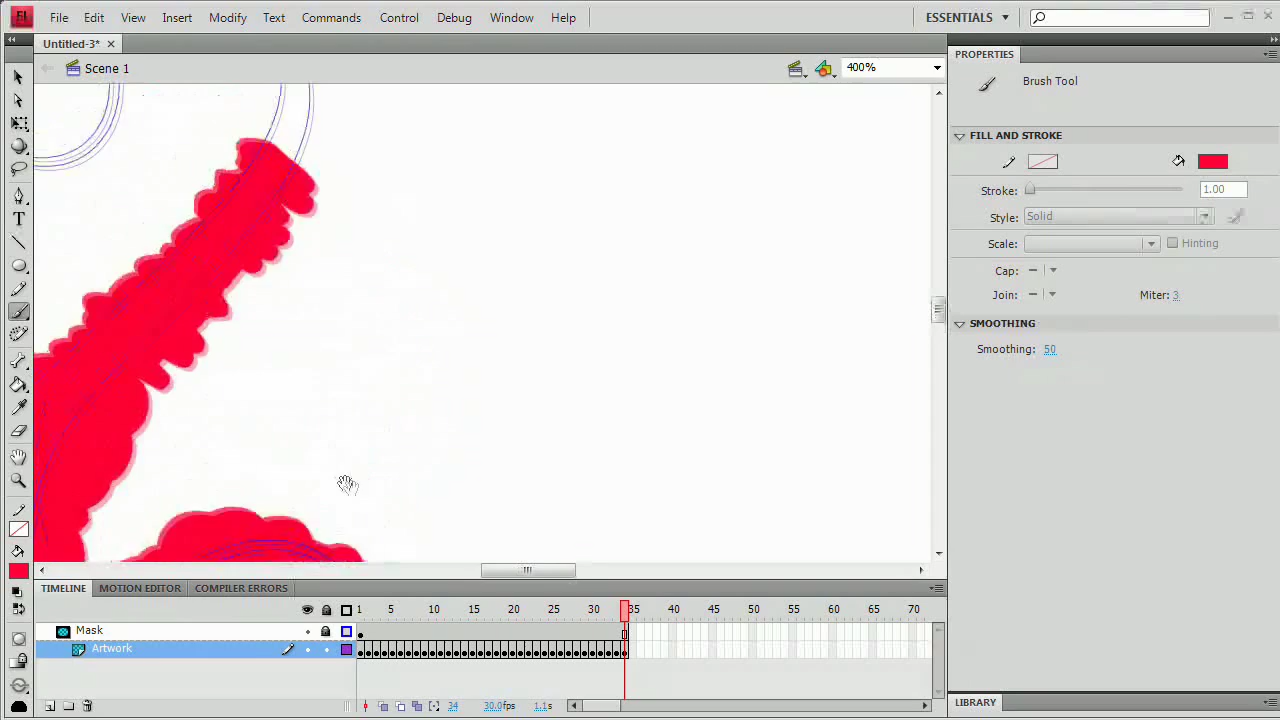 Fl File Edit View Insert Modify Text Commands Control Debug Window Help ESSENTIALS
Untitled-3*
Scene 1 400%
PROPERTIES
Brush Tool
FILL AND STROKE
Stroke: 1.00
Style: Solid
Scale: Hinting
Cap:
Join: Miter: 3
SMOOTHING
Smoothing: 50
T
TIMELINE MOTION EDITOR COMPILER ERRORS
1 5 10 15 20 25 30 35 40 45 50 55 60 65 70
Mask
Artwork
34 30.0fps 1.1s
LIBRARY